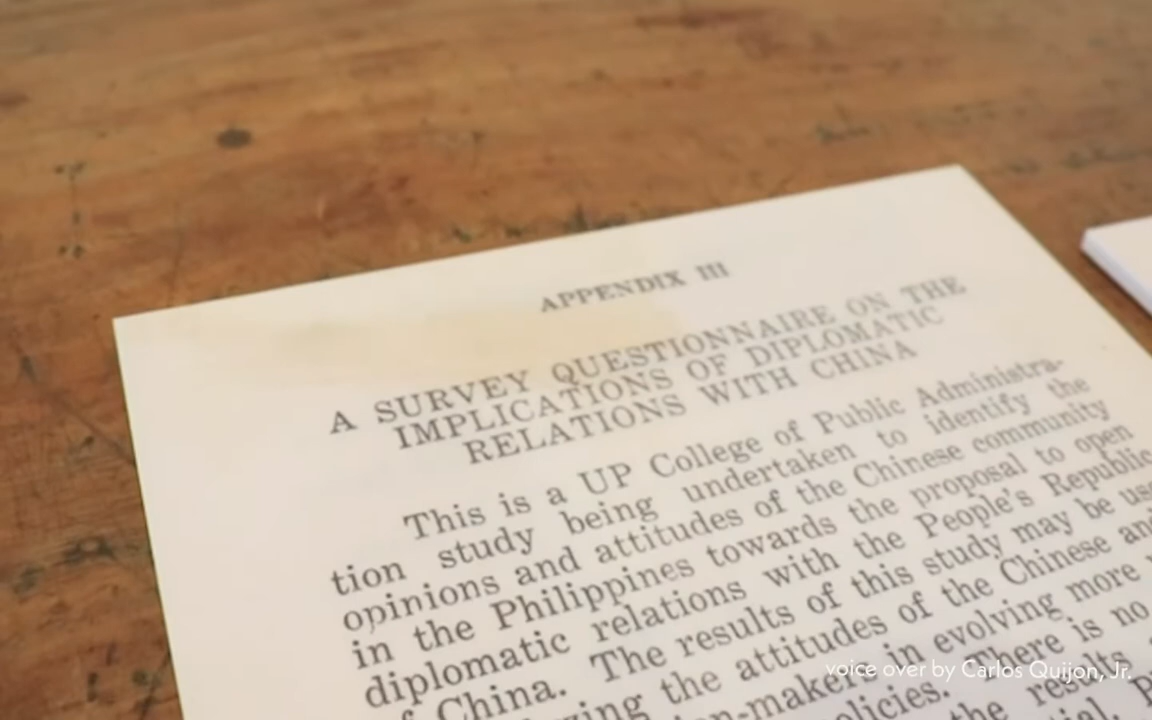 APPENDIX III
A SURVEY QUESTIONNAIRE ON THE
IMPLICATIONS OF DIPLOMATIC
RELATIONS WITH CHINA
This is a UP College of Public Administra-
tion study being undertaken to identify the
opinions and attitudes of the Chinese community
in the Philippines towards the proposal to open
diplomatic relations with the People's Republic
of China. The results of this study may be
the attitudes of the Chinese
in evolving more
There is no
the results
voice over by Carlos Quijon, Jr.